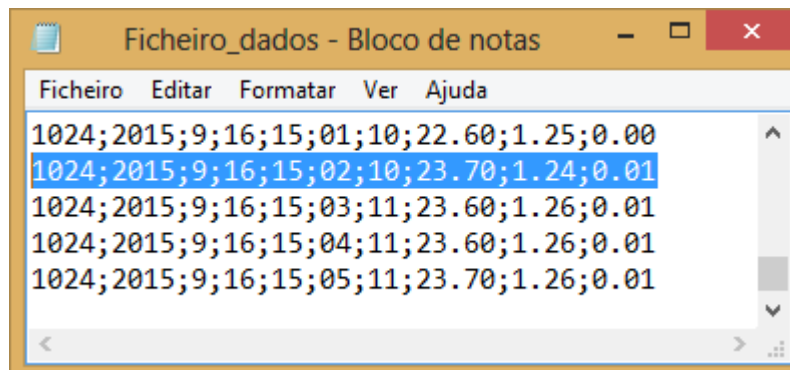 Ficheiro_dados - Bloco de notas
Ficheiro Editar Formatar Ver Ajuda
1024;2015;9;16;15;01;10;22.60;1.25;0.00
1024;2015;9;16;15;02;10;23.70;1.24;0.01
1024;2015;9;16;15;03;11;23.60;1.26;0.01
1024;2015;9;16;15;04;11;23.60;1.26;0.01
1024;2015;9;16;15;05;11;23.70;1.26;0.01